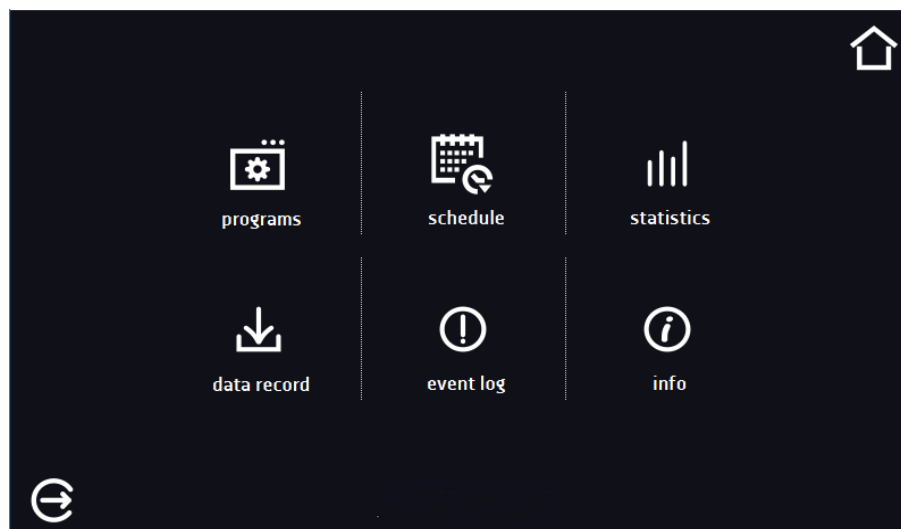 programs
schedule
statistics
data record
event log
info